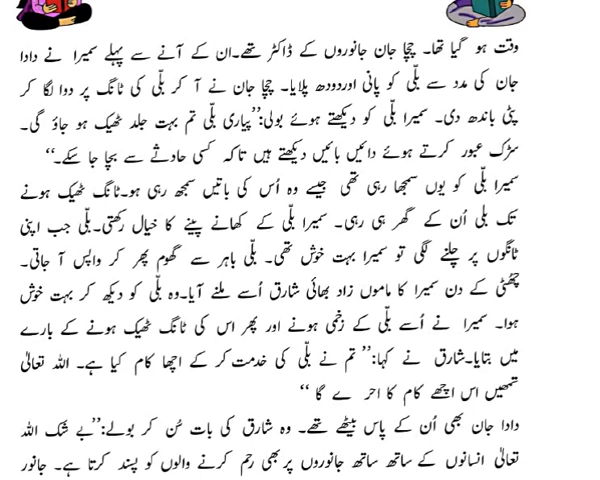 وقت ہو گیا تھا۔ چچا جان جانوروں کے ڈاکٹر تھے۔ان کے آنے سے پہلے سمیرا نے دادا
جان کی مدد سے بلّی کو پانی اوردودھ پلایا۔ چچا جان نے آ کر بلّی کی ٹانگ پر دوا لگا کر
پٹی باندھ دی۔ سمیرا بلّی کو دیکھتے ہوئے بولی:’’پیاری بلّی تم بہت جلد ٹھیک ہو جاؤ گی۔
سڑک عبور کرتے ہوئے دائیں بائیں دیکھتے ہیں تاکہ کسی حادثے سے بچا جا سکے۔‘‘
سمیرا بلّی کو یوں سمجھا رہی تھی جیسے وہ اُس کی باتیں سمجھ رہی ہو۔ٹانگ ٹھیک ہونے
تک بلی اُن کے گھر ہی رہی۔ سمیرا بلّی کے کھانے پینے کا خیال رکھتی۔بلّی جب اپنی
ٹانگوں پر چلنے لگی تو سمیرا بہت خوش تھی۔ بلّی باہر سے گھوم پھر کر واپس آ جاتی۔
چھٹی کے دن سمیرا کا ماموں زاد بھائی شارق اُسے ملنے آیا۔وہ بلّی کو دیکھ کر بہت خوش
ہوا۔ سمیرا نے اُسے بلّی کے زخمی ہونے اور پھر اس کی ٹانگ ٹھیک ہونے کے بارے
میں بتایا۔شارق نے کہا:’’تم نے بلّی کی خدمت کر کے اچھا کام کیا ہے۔ اللہ تعالیٰ
تمھیں اس اچھے کام کا دے گا ‘‘
دادا جان بھی اُن کے پاس بیٹھے تھے۔ وہ شارق کی بات سُن کر بولے:’’بے شک اللہ
تعالیٰ انسانوں کے ساتھ ساتھ جانوروں پربھی رحم کرنے والوں کو پسند کرتا ہے۔ جانور